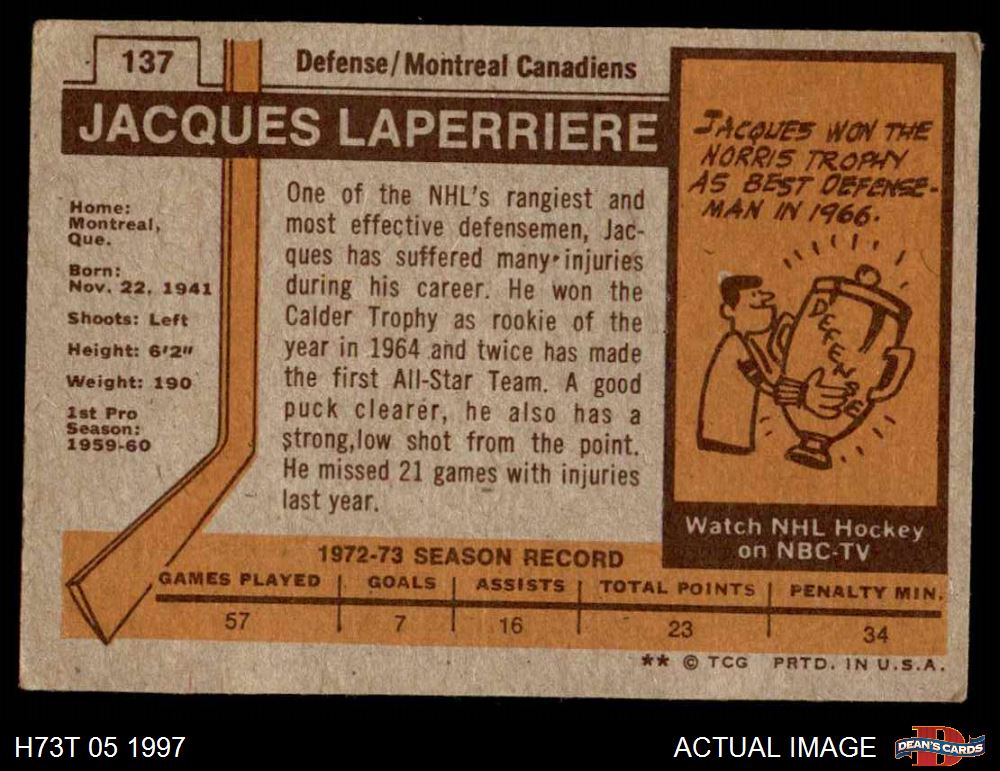 137
Defense/Montreal Canadiens
JACQUES LAPERRIERE
Home:
Montreal,
Que.
Born:
Nov. 22, 1941
Shoots: Left
Height: 6'2"
Weight: 190
1st Pro
Season:
1959-60
One of the NHL's rangiest and
most effective defensemen, Jac-
ques has suffered many injuries
during his career. He won the
Calder Trophy as rookie of the
year in 1964 and twice has made
the first All-Star Team. A good
puck clearer, he also has a
strong, low shot from the point.
He missed 21 games with injuries
last year.
JACQUES WON THE
NORRIS TROPHY
AS BEST DEFENSE-
MAN IN 1966.
DEFENSE
Watch NHL Hockey
on NBC-TV
1972-73 SEASON RECORD
GAMES PLAYED GOALS ASSISTS TOTAL POINTS PENALTY MIN.
57 7 16 23 34
** © TCG PRTD. IN U.S.A.
H73T 05 1997
ACTUAL IMAGE
D
DEAN'S CARDS